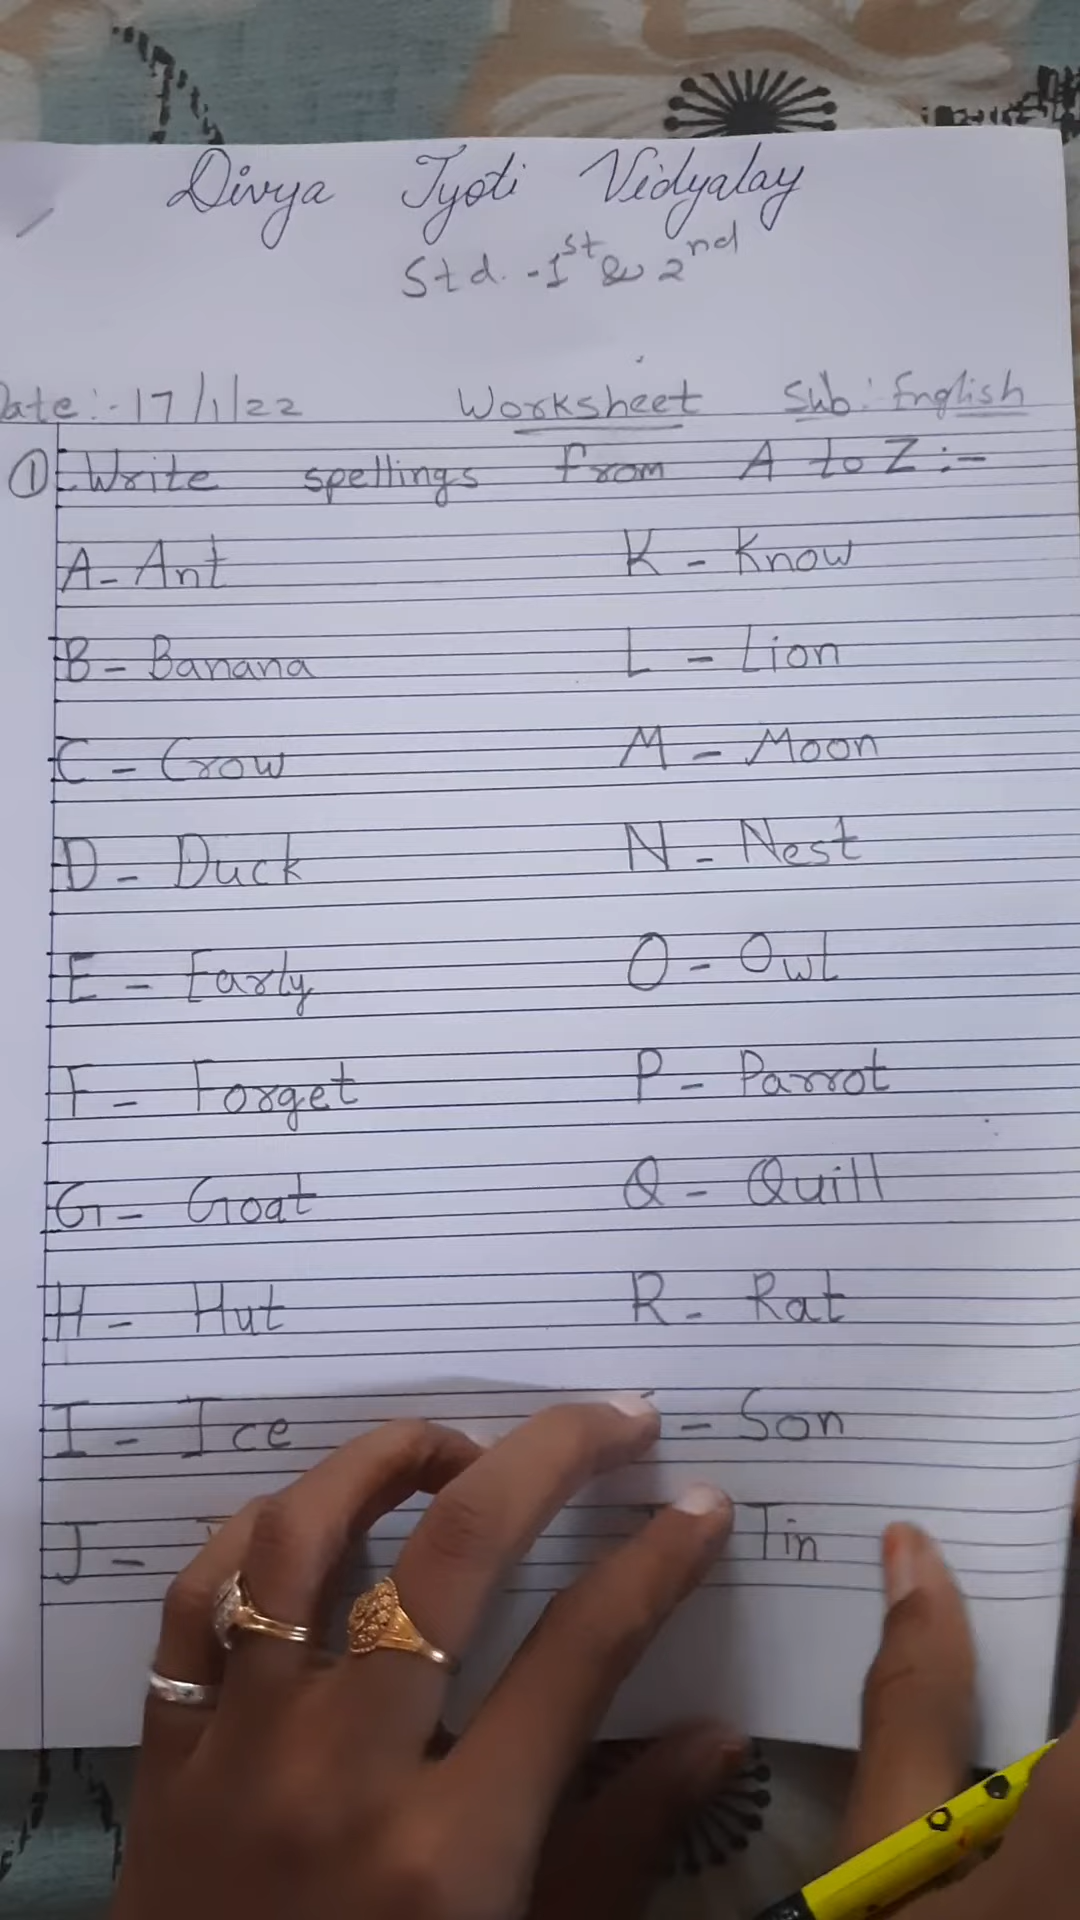 Divya Jyoti Vidyalay
Std. - 1st & 2nd
Date:- 17/1/22 Worksheet Sub: English
① Write spellings from A to Z :-
A - Ant K - Know
B - Banana L - Lion
C - Crow M - Moon
D - Duck N - Nest
E - Early O - Owl
F - Forget P - Parrot
G - Goat Q - Quill
H - Hut R - Rat
I - Ice - Son
J - Tin